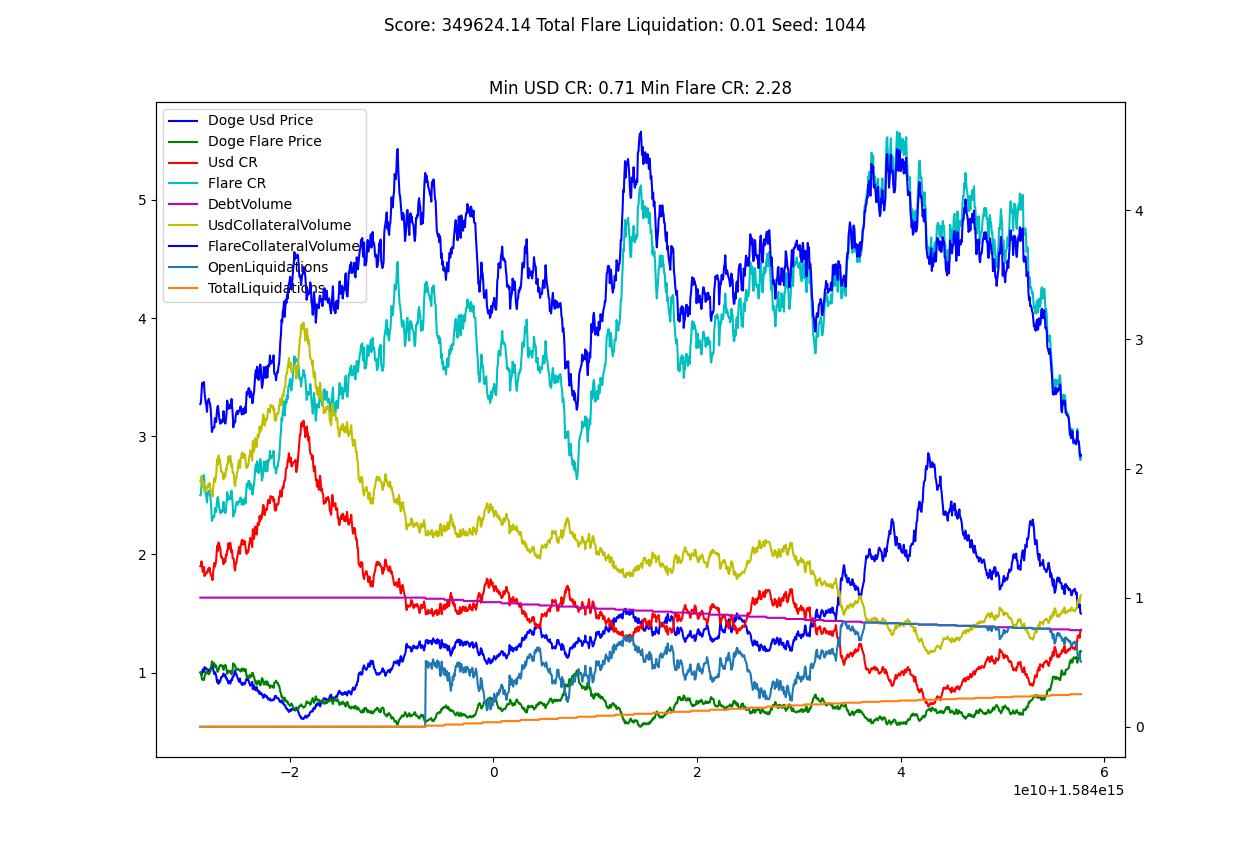 Score: 349624.14 Total Flare Liquidation: 0.01 Seed: 1044
Min USD CR: 0.71 Min Flare CR: 2.28
Doge Usd Price
Doge Flare Price
Usd CR
Flare CR
DebtVolume
UsdCollateralVolume
FlareCollateralVolume
OpenLiquidations
TotalLiquidations
5
4
3
2
1
4
3
2
1
0
−2
0
2
4
6
1e10+1.584e15